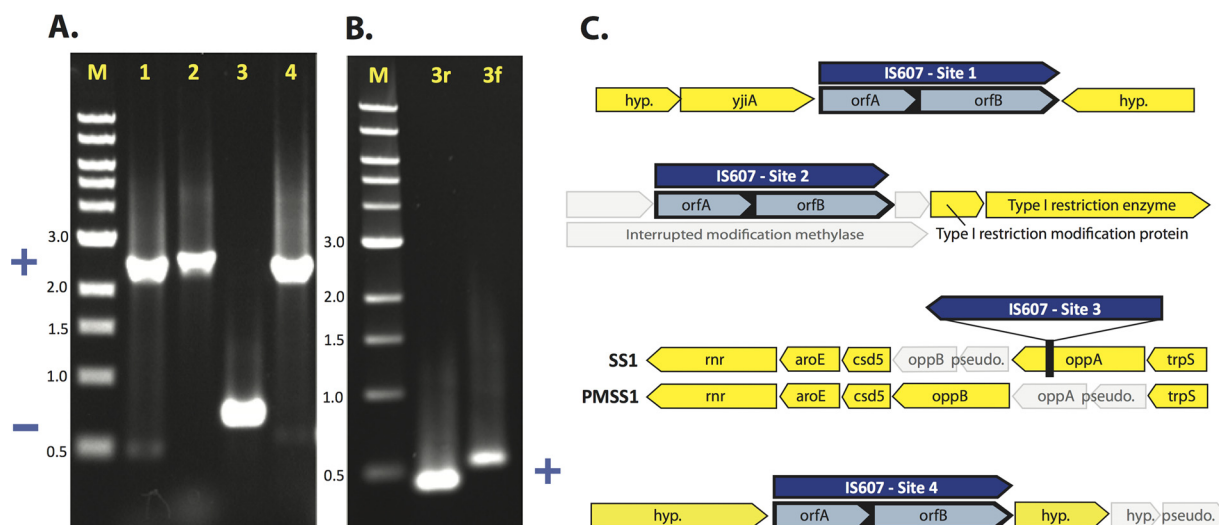 A.
M 1 2 3 4
3.0
2.0
1.5
1.0
0.5
+
−
B.
M 3r 3f
3.0
2.0
1.5
1.0
0.5
+
C.
IS607 - Site 1
hyp. yjiA orfA orfB hyp.
IS607 - Site 2
orfA orfB Type I restriction enzyme
Interrupted modification methylase Type I restriction modification protein
IS607 - Site 3
SS1 rnr aroE csd5 oppB pseudo. oppA trpS
PMSS1 rnr aroE csd5 oppB oppA pseudo. trpS
IS607 - Site 4
hyp. orfA orfB hyp. hyp. pseudo.